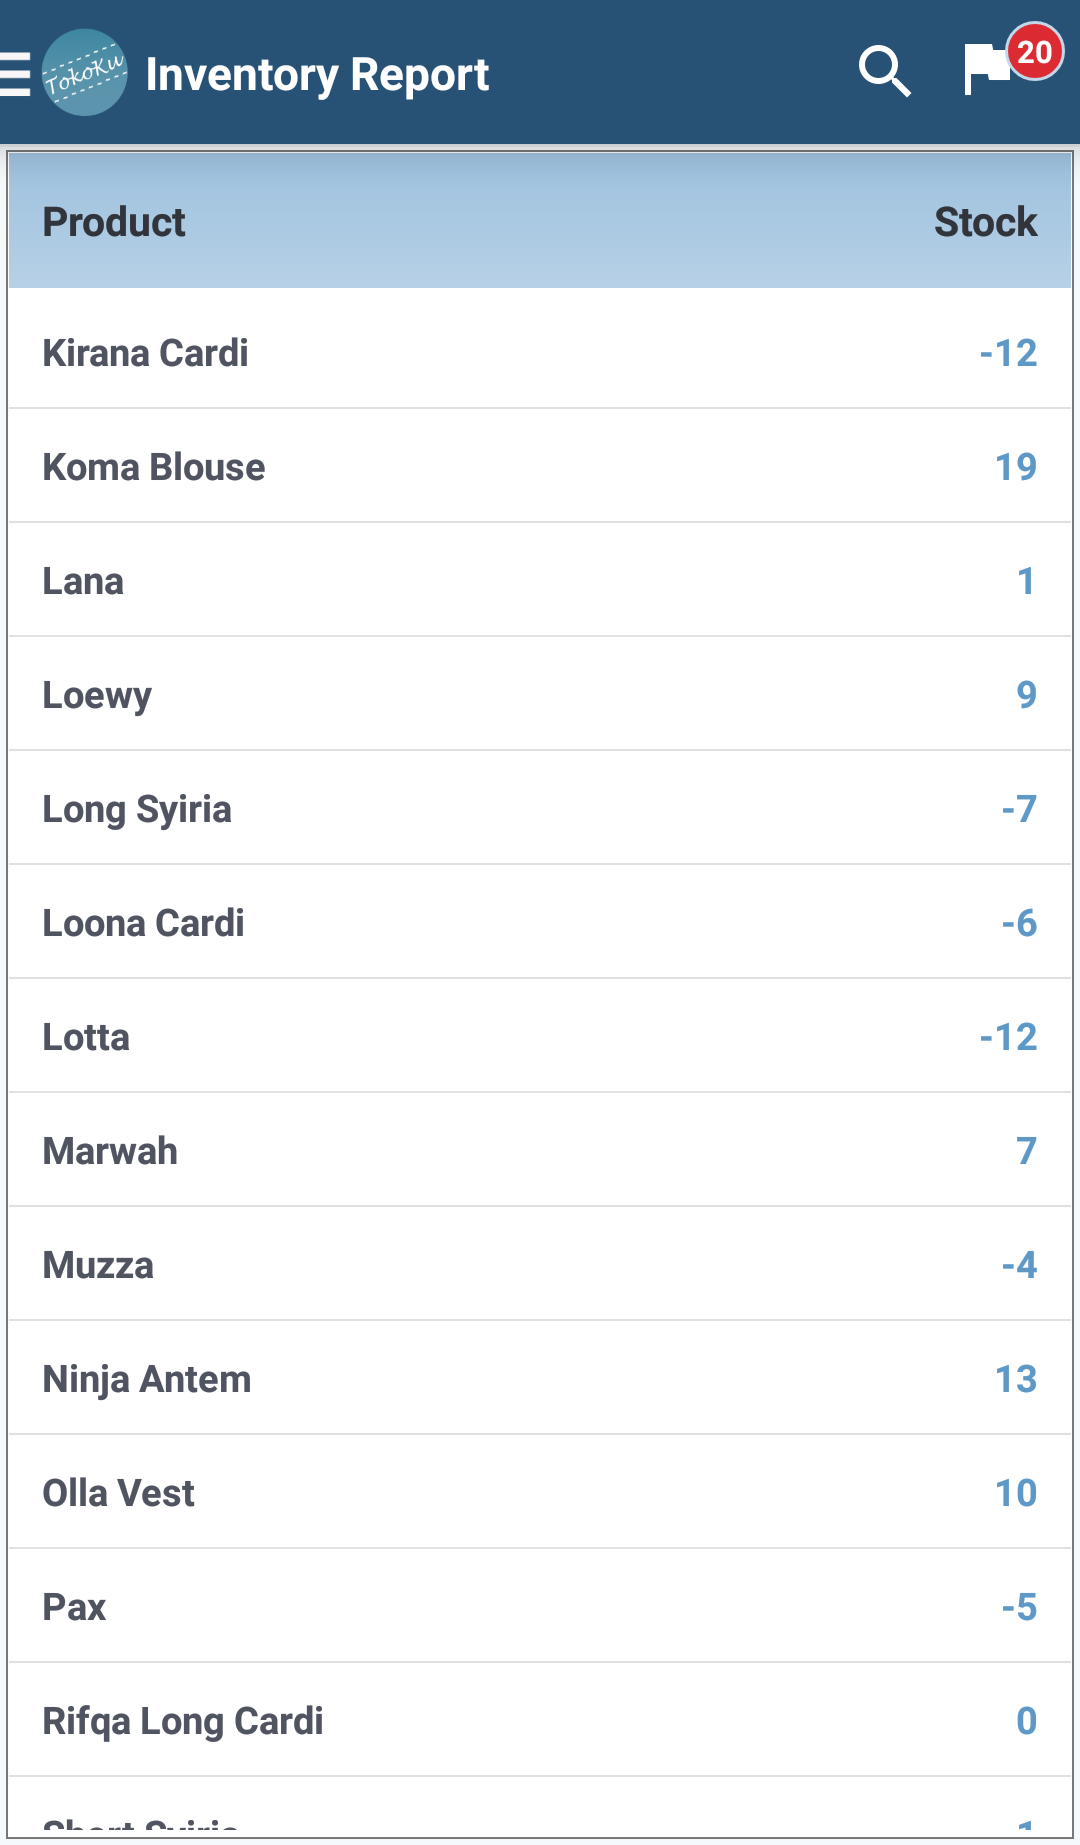 TokoKu Inventory Report 20
Product Stock
Kirana Cardi -12
Koma Blouse 19
Lana 1
Loewy 9
Long Syiria -7
Loona Cardi -6
Lotta -12
Marwah 7
Muzza -4
Ninja Antem 13
Olla Vest 10
Pax -5
Rifqa Long Cardi 0